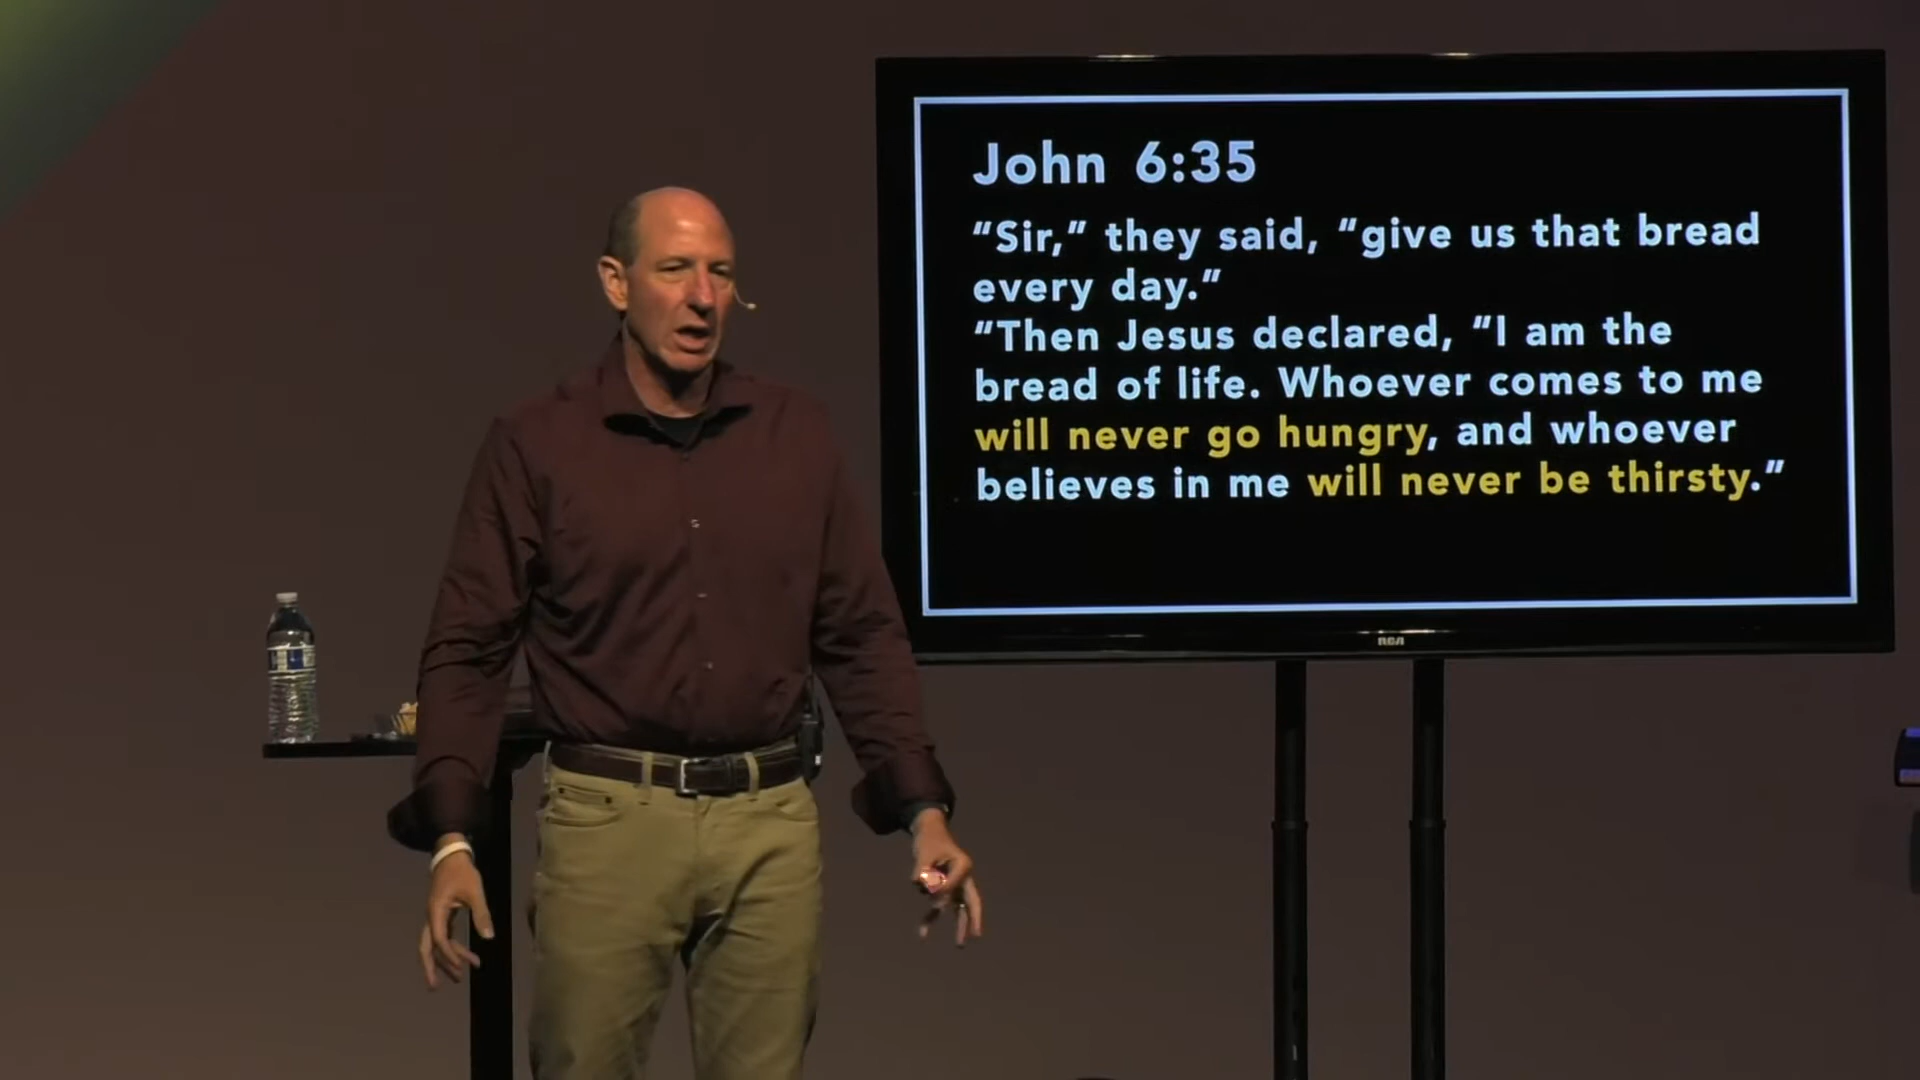 John 6:35
“Sir,” they said, “give us that bread
every day.”
“Then Jesus declared, “I am the
bread of life. Whoever comes to me
will never go hungry, and whoever
believes in me will never be thirsty.”
RCA